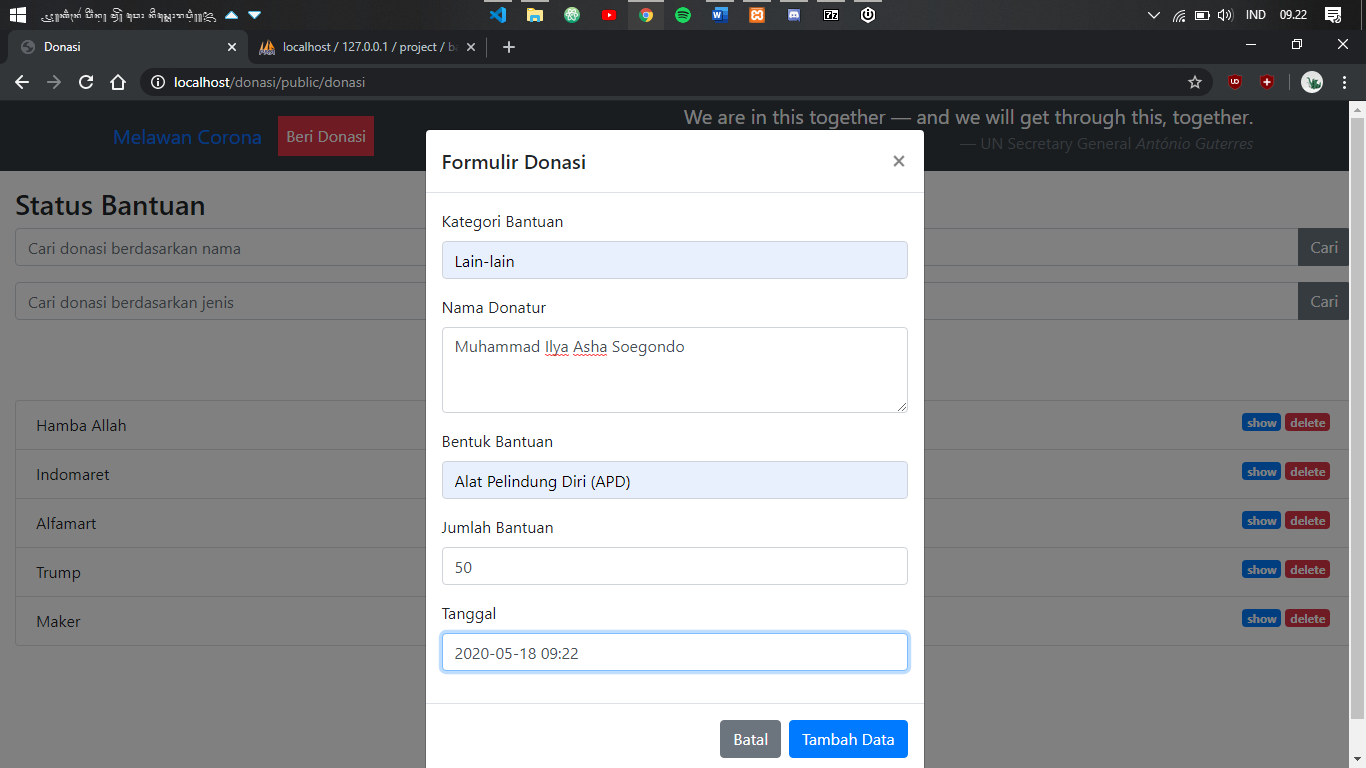 IND 09.22
Donasi
localhost / 127.0.0.1 / project / b
localhost/donasi/public/donasi
Melawan Corona
Beri Donasi
We are in this together — and we will get through this, together.
— UN Secretary General António Guterres
Formulir Donasi
Status Bantuan
Kategori Bantuan
Cari donasi berdasarkan nama
Cari
Lain-lain
Cari donasi berdasarkan jenis
Cari
Nama Donatur
Muhammad Ilya Asha Soegondo
Hamba Allah
show delete
Bentuk Bantuan
Indomaret
show delete
Alat Pelindung Diri (APD)
Alfamart
show delete
Jumlah Bantuan
50
Trump
show delete
Tanggal
Maker
show delete
2020-05-18 09:22
Batal
Tambah Data